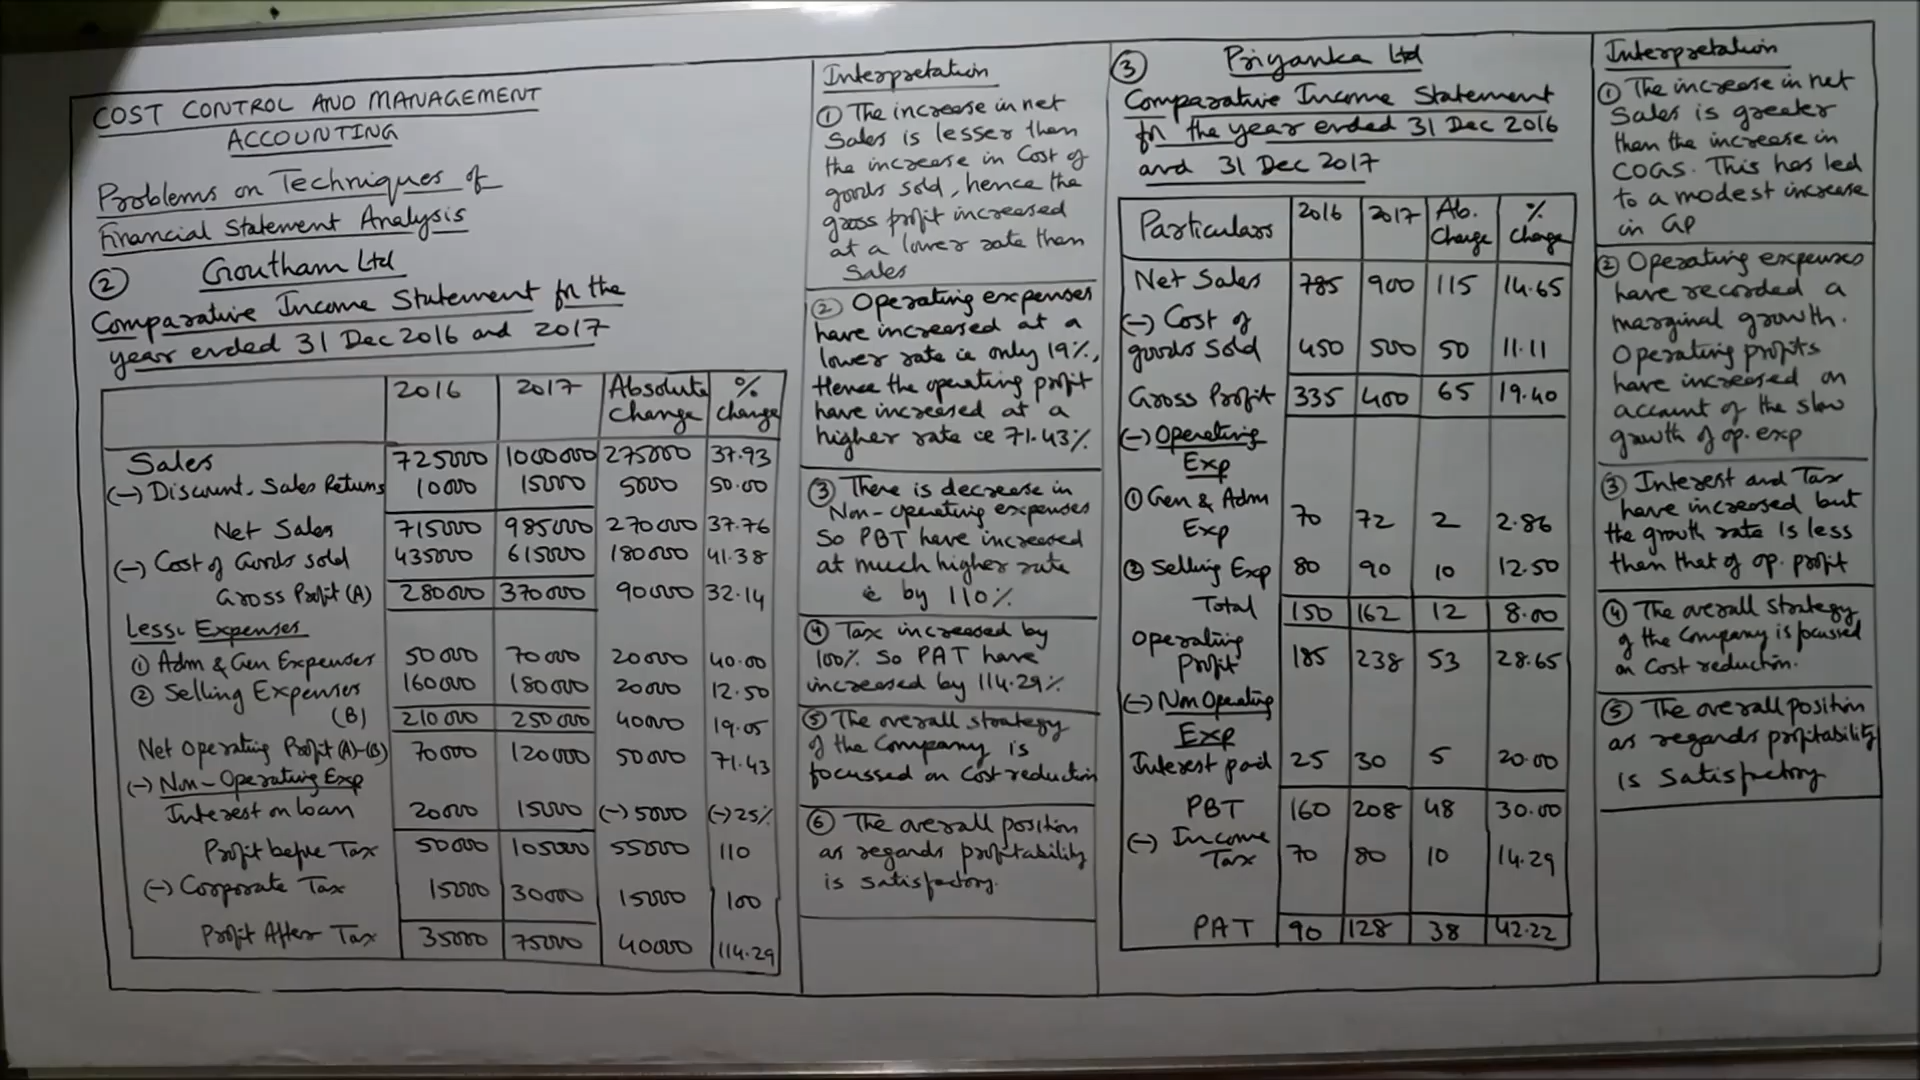 COST CONTROL AND MANAGEMENT
ACCOUNTING
Problems on Techniques of
Financial Statement Analysis
② Goutham Ltd
Comparative Income Statement for the
year ended 31 Dec 2016 and 2017
2016 2017 Absolute change % change
Sales 725000 1000000 275000 37.93
(-) Discount, Sales Returns 10000 15000 5000 50.00
Net Sales 715000 985000 270000 37.76
(-) Cost of Goods sold 435000 615000 180000 41.38
Gross Profit (A) 280000 370000 90000 32.14
Less: Expenses
① Adm & Gen Expenses 50000 70000 20000 40.00
② Selling Expenses 160000 180000 20000 12.50
(B) 210000 250000 40000 19.05
Net Operating Profit (A)-(B) 70000 120000 50000 71.43
(-) Non-Operating Exp
Interest on loan 20000 15000 (-) 5000 (-) 25%
Profit before Tax 50000 105000 55000 110
(-) Corporate Tax 15000 30000 15000 100
Profit After Tax 35000 75000 40000 114.29
Interpretation
① The increase in net
Sales is lesser than
the increase in Cost of
goods sold, hence the
gross profit increased
at a lower rate than
Sales
② Operating expenses
have increased at a
lower rate ie only 19%,
Hence the operating profit
have increased at a
higher rate ie 71.43%
③ There is decrease in
Non-operating expenses
So PBT have increased
at much higher rate
ie by 110%
④ Tax increased by
100% So PAT have
increased by 114.29%
⑤ The overall strategy
of the Company is
focussed on Cost reduction
⑥ The overall position
as regards profitability
is Satisfactory.
③ Priyanka Ltd
Comparative Income Statement
for the year ended 31 Dec 2016
and 31 Dec 2017
Particulars 2016 2017 Ab. Change % change
Net Sales 785 900 115 14.65
(-) Cost of
goods Sold 450 500 50 11.11
Gross Profit 335 400 65 19.40
(-) Operating
Exp
① Gen & Adm
Exp 70 72 2 2.86
② Selling Exp 80 90 10 12.50
Total 150 162 12 8.00
Operating
Profit 185 238 53 28.65
(-) Non Operating
Exp
Interest paid 25 30 5 20.00
PBT 160 208 48 30.00
(-) Income
Tax 70 80 10 14.29
PAT 90 128 38 42.22
Interpretation
① The increase in net
Sales is greater
than the increase in
COGS. This has led
to a modest increase
in GP
② Operating expenses
have recorded a
marginal growth.
Operating profits
have increased on
account of the slow
growth of op. exp
③ Interest and Tax
have increased but
the growth rate is less
than that of op. profit
④ The overall strategy
of the Company is focussed
on Cost reduction.
⑤ The overall position
as regards profitability
is Satisfactory